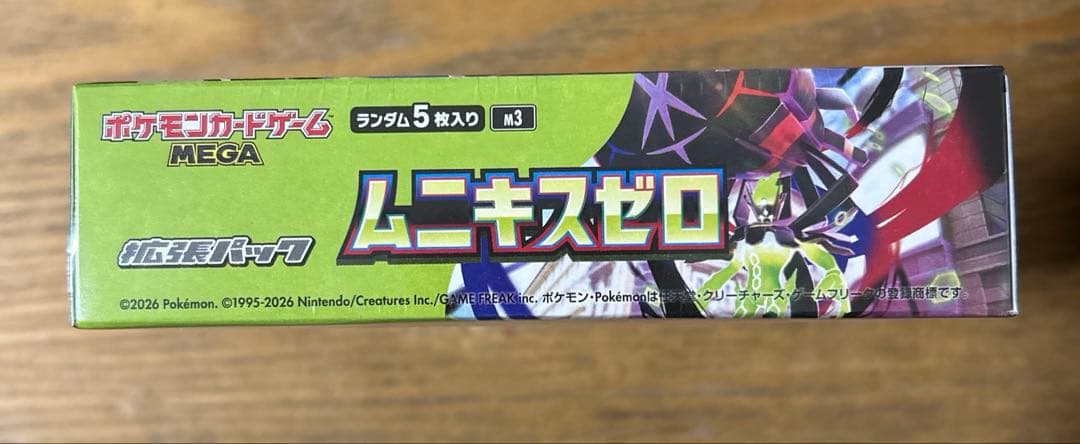 ポケモンカードゲーム
MEGA
ランダム5枚入り M3
ムニキスゼロ
拡張パック
©2026 Pokémon. ©1995-2026 Nintendo/Creatures Inc./GAME FREAK inc. ポケモン・Pokémonは任天堂・クリーチャーズ・ゲームフリークの登録商標です。